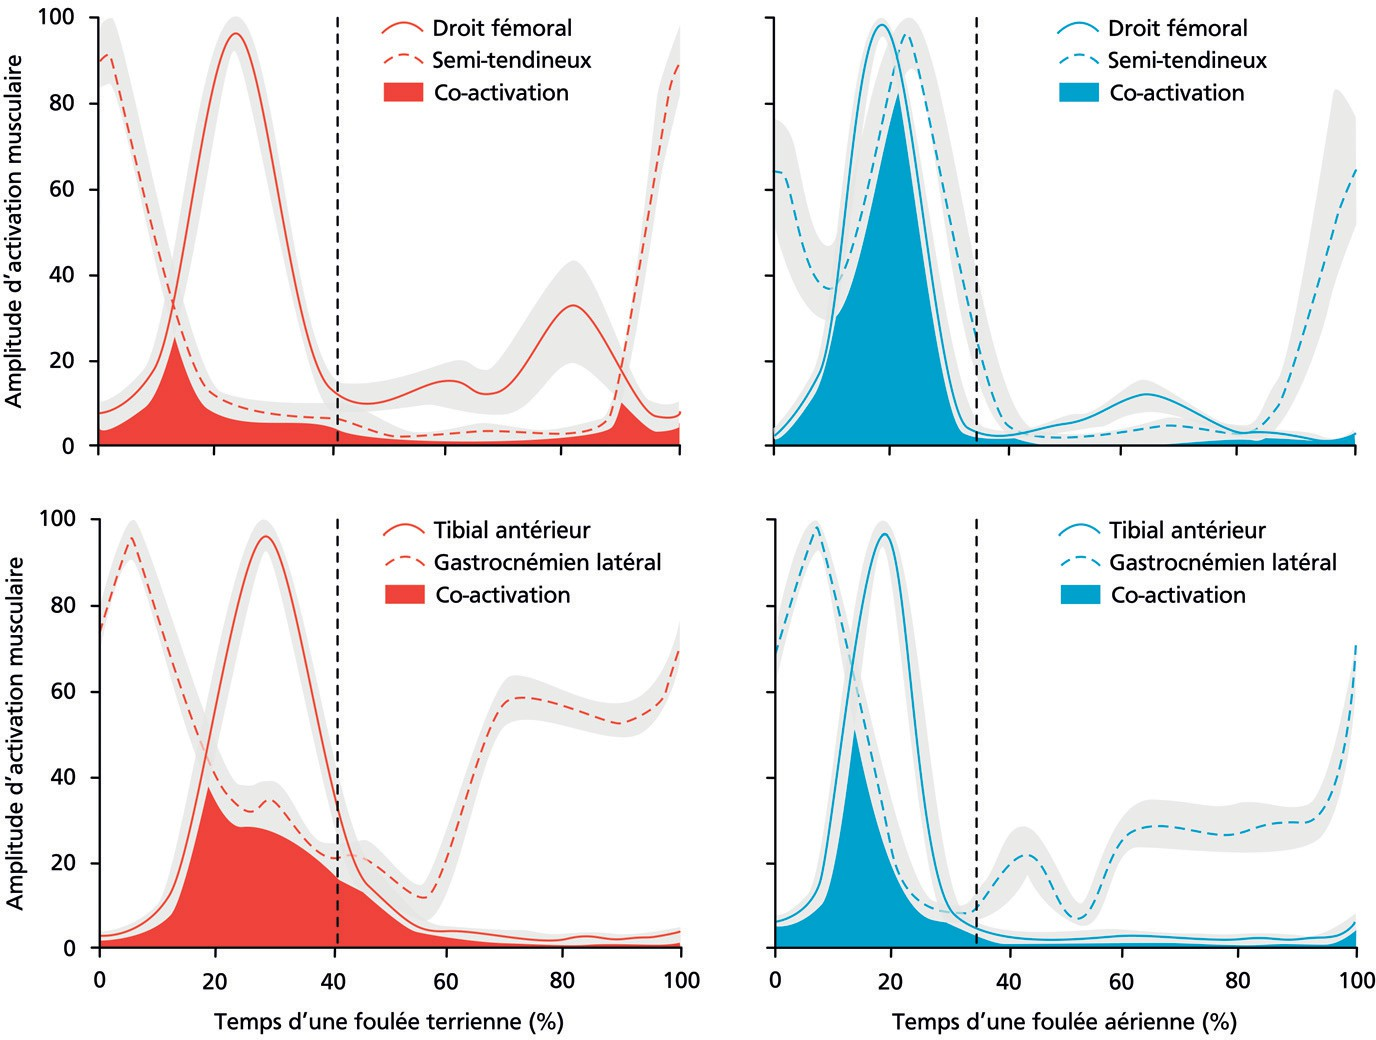 Amplitude d'activation musculaire
100
80
60
40
20
0
Droit fémoral
Semi-tendineux
Co-activation
Droit fémoral
Semi-tendineux
Co-activation
Amplitude d'activation musculaire
100
80
60
40
20
0
Tibial antérieur
Gastrocnémien latéral
Co-activation
Tibial antérieur
Gastrocnémien latéral
Co-activation
0 20 40 60 80 100
0 20 40 60 80 100
Temps d'une foulée terrienne (%)
Temps d'une foulée aérienne (%)